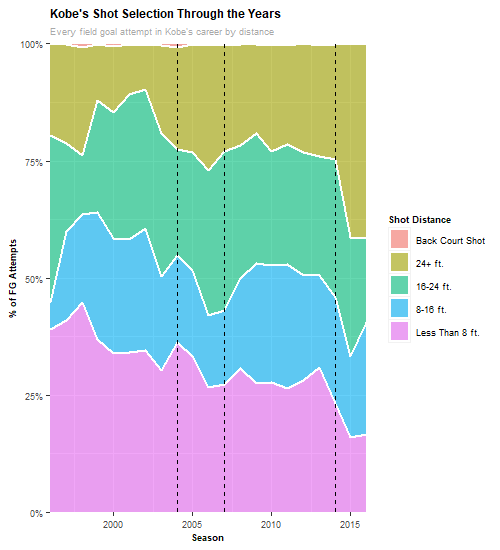 Kobe's Shot Selection Through the Years
Every field goal attempt in Kobe's career by distance
100%
75%
50%
25%
0%
% of FG Attempts
2000 2005 2010 2015
Season
Shot Distance
Back Court Shot
24+ ft.
16-24 ft.
8-16 ft.
Less Than 8 ft.